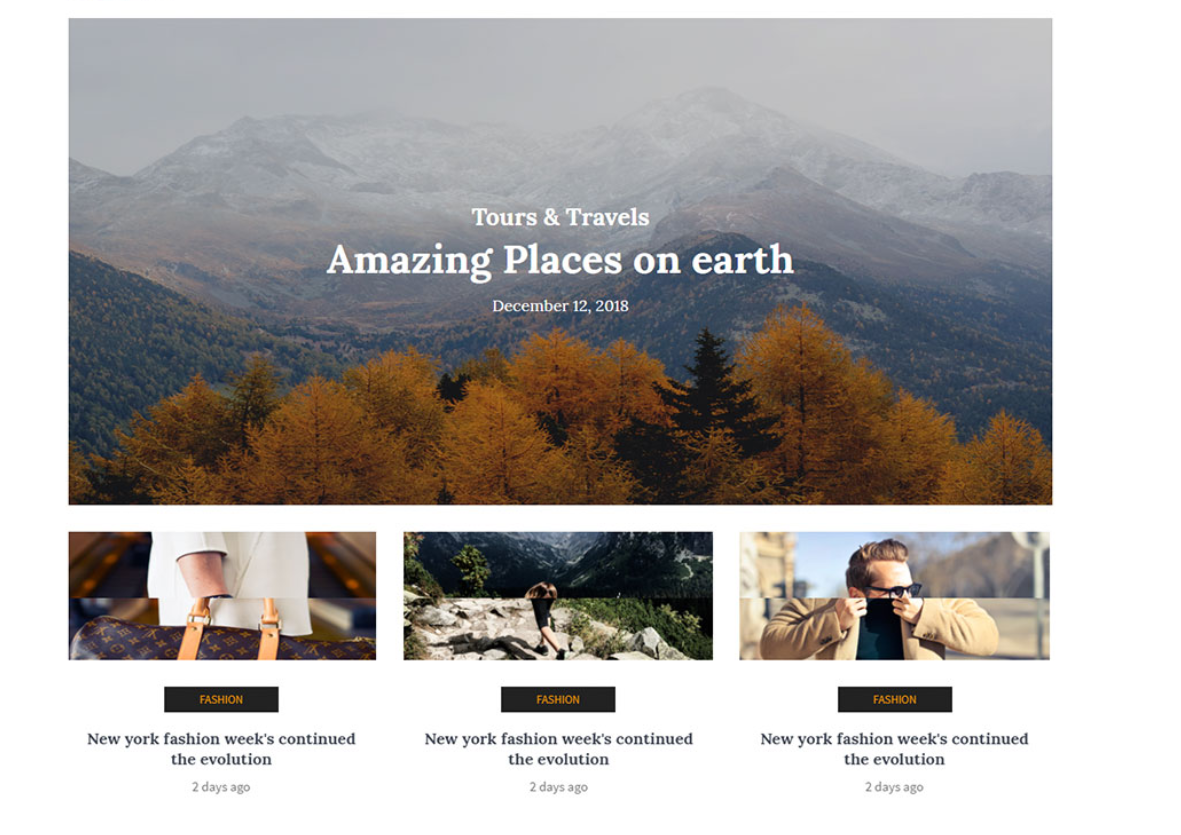 Tours & Travels
Amazing Places on earth
December 12, 2018
FASHION
New york fashion week's continued
the evolution
2 days ago
FASHION
New york fashion week's continued
the evolution
2 days ago
FASHION
New york fashion week's continued
the evolution
2 days ago